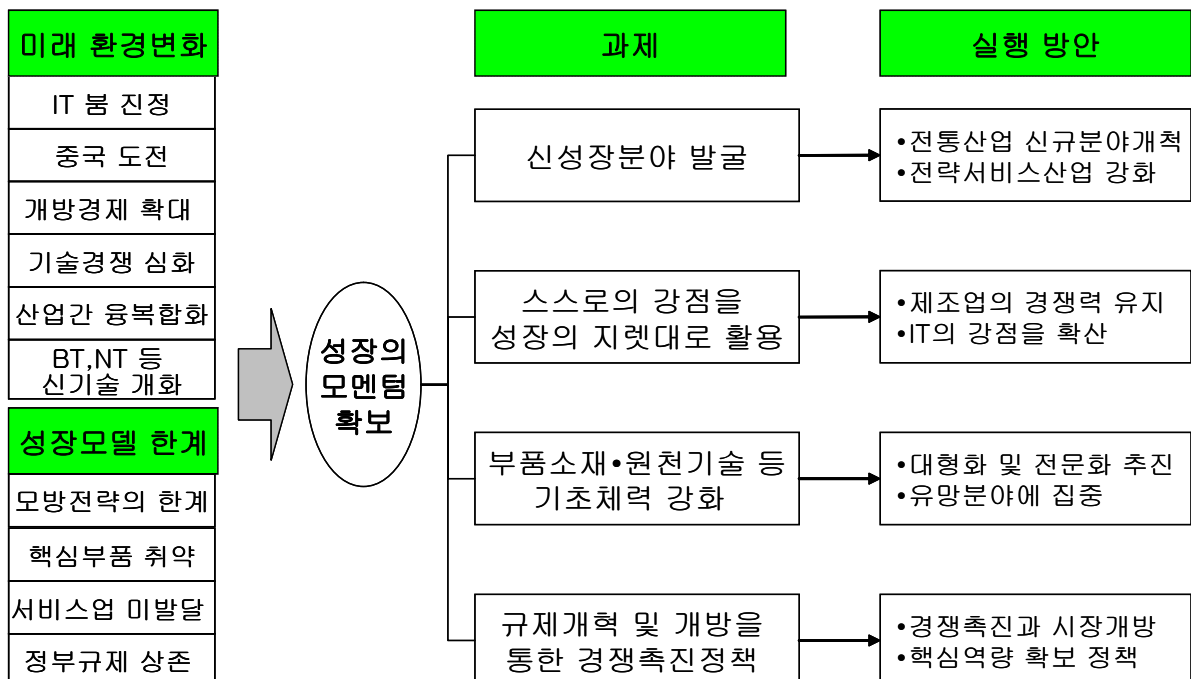 미래 환경변화
IT 붐 진정
중국 도전
개방경제 확대
기술경쟁 심화
산업간 융복합화
BT,NT 등
신기술 개화
성장모델 한계
모방전략의 한계
핵심부품 취약
서비스업 미발달
정부규제 상존
성장의
모멘텀
확보
과제
신성장분야 발굴
스스로의 강점을
성장의 지렛대로 활용
부품소재•원천기술 등
기초체력 강화
규제개혁 및 개방을
통한 경쟁촉진정책
실행 방안
•전통산업 신규분야개척
•전략서비스산업 강화
•제조업의 경쟁력 유지
•IT의 강점을 확산
•대형화 및 전문화 추진
•유망분야에 집중
•경쟁촉진과 시장개방
•핵심역량 확보 정책